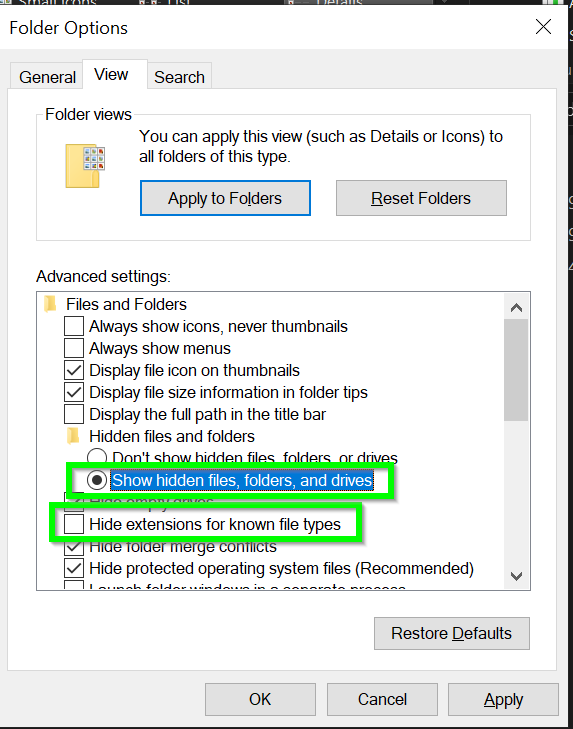 Small icons
List
Details
Folder Options
General
View
Search
Folder views
You can apply this view (such as Details or Icons) to
all folders of this type.
Apply to Folders
Reset Folders
Advanced settings:
Files and Folders
Always show icons, never thumbnails
Always show menus
Display file icon on thumbnails
Display file size information in folder tips
Display the full path in the title bar
Hidden files and folders
Don't show hidden files, folders, or drives
Show hidden files, folders, and drives
Hide empty drives
Hide extensions for known file types
Hide folder merge conflicts
Hide protected operating system files (Recommended)
Launch folder windows in a separate process
Restore Defaults
OK
Cancel
Apply